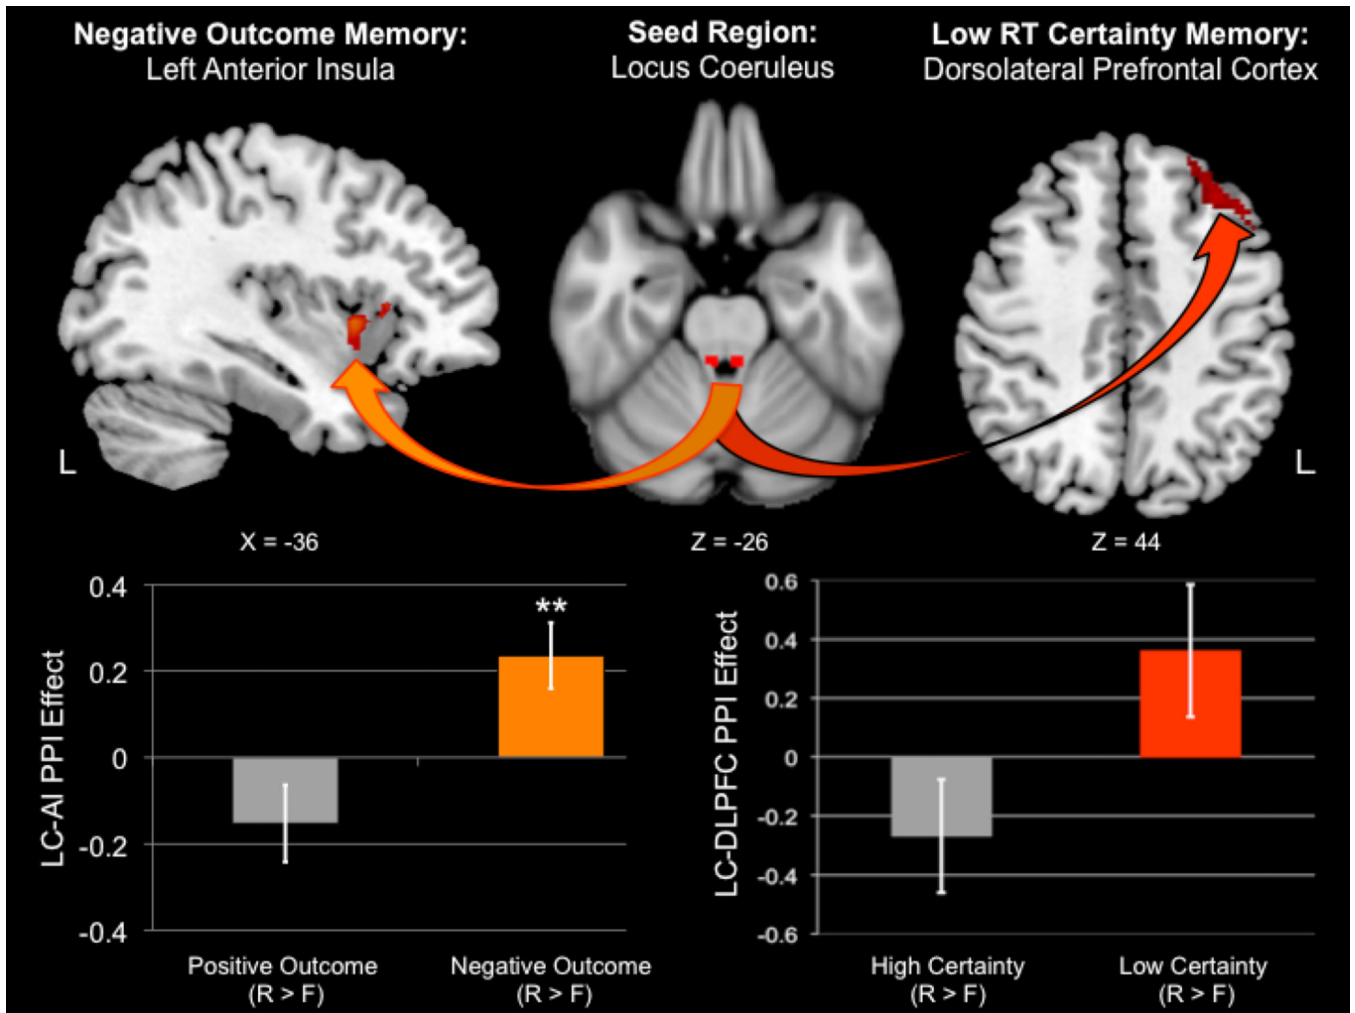 Negative Outcome Memory:
Left Anterior Insula
Seed Region:
Locus Coeruleus
Low RT Certainty Memory:
Dorsolateral Prefrontal Cortex
L
L
X = -36
Z = -26
Z = 44
LC-AI PPI Effect
0.4
0.2
0
-0.2
-0.4
**
Positive Outcome
(R > F)
Negative Outcome
(R > F)
LC-DLPFC PPI Effect
0.6
0.4
0.2
0
-0.2
-0.4
-0.6
High Certainty
(R > F)
Low Certainty
(R > F)